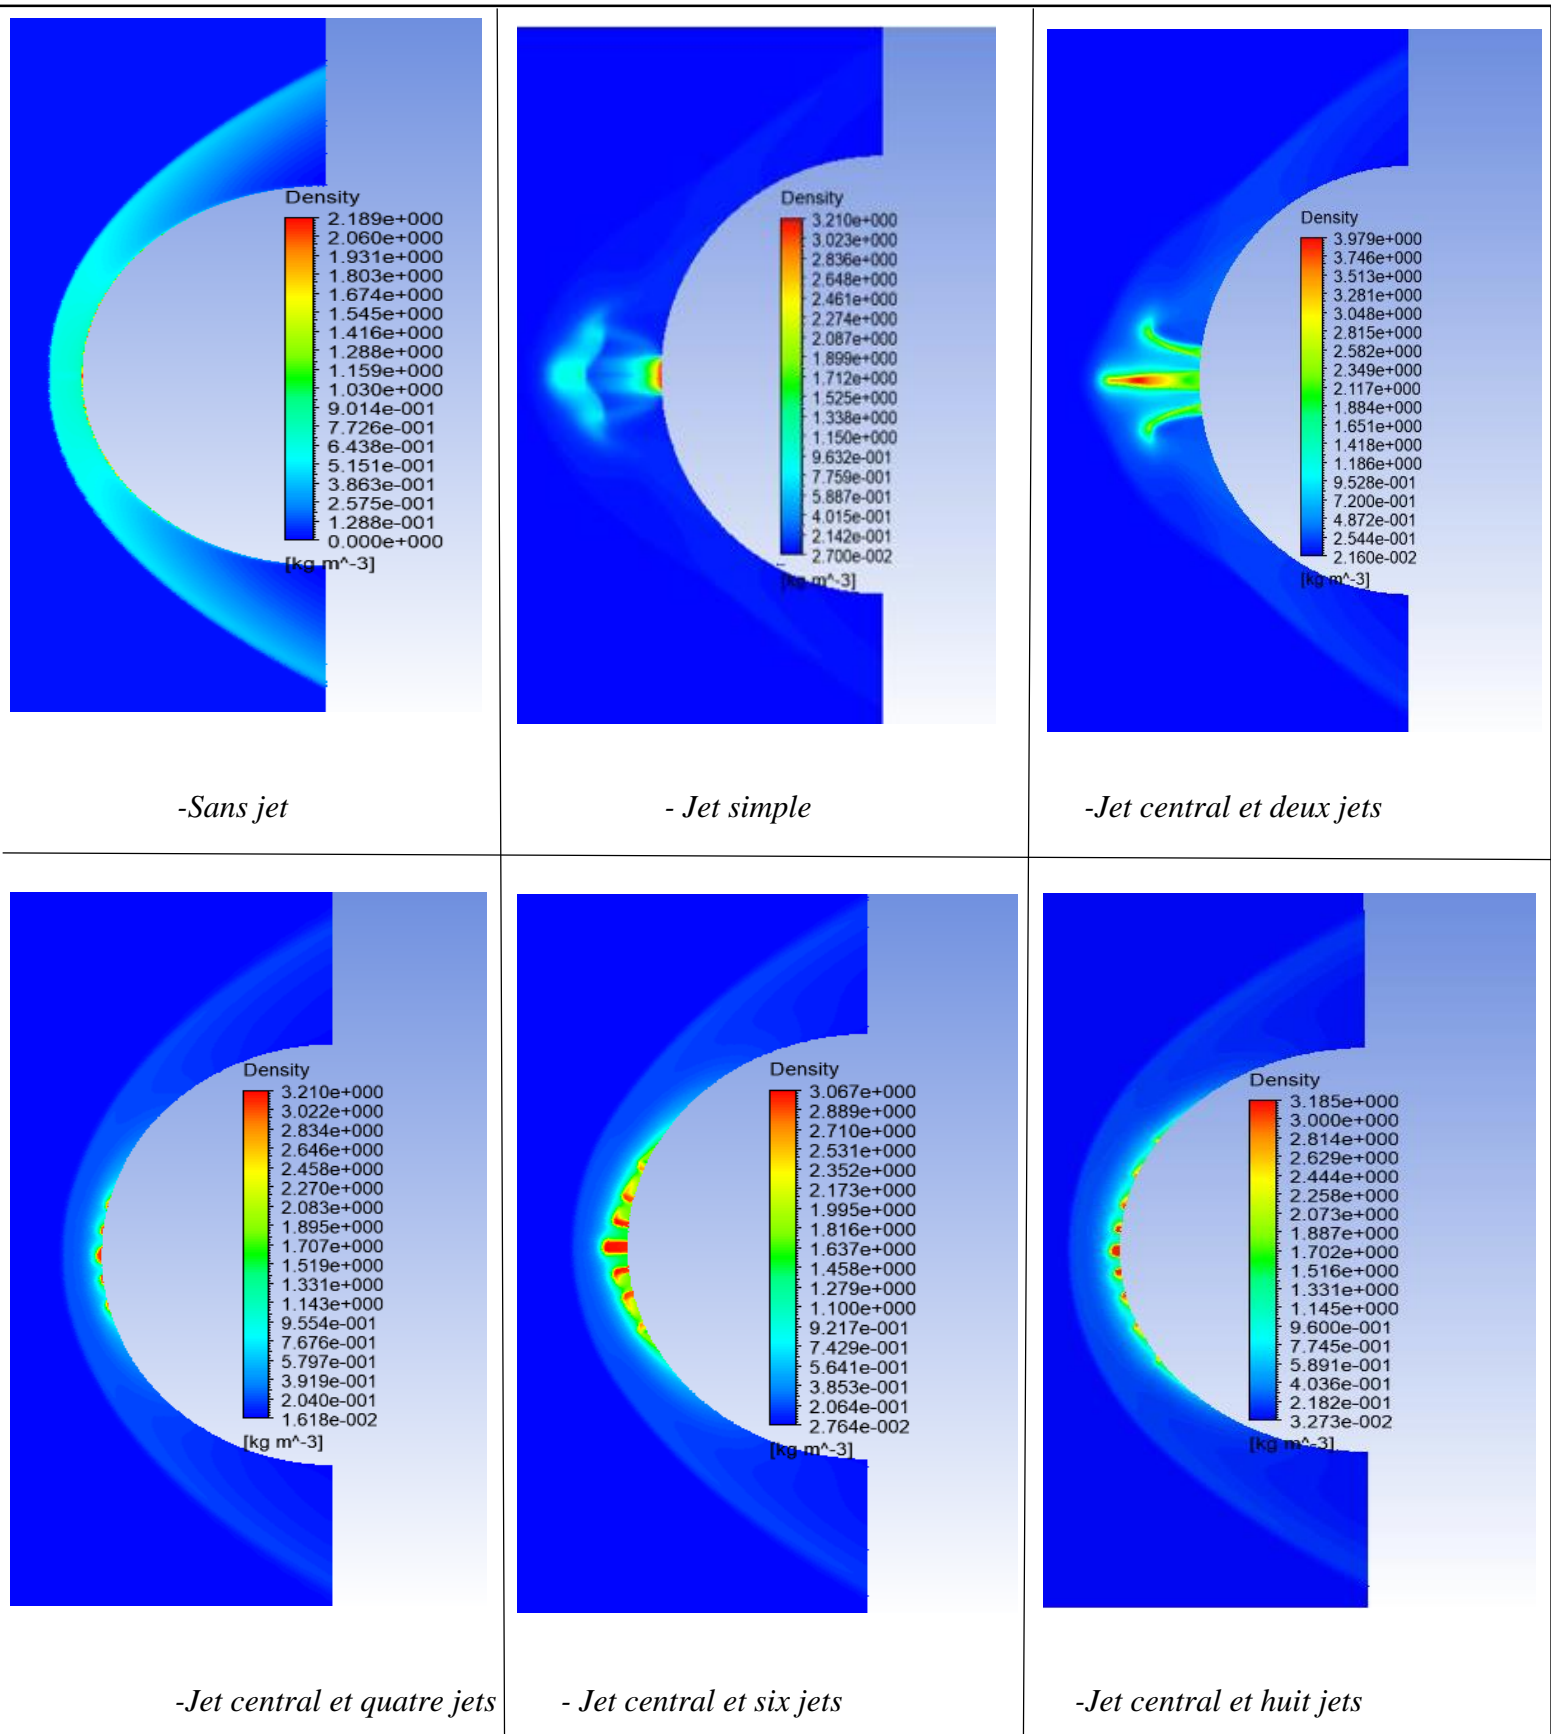 Density
2.189e+000
2.060e+000
1.931e+000
1.803e+000
1.674e+000
1.545e+000
1.416e+000
1.288e+000
1.159e+000
1.030e+000
9.014e-001
7.726e-001
6.438e-001
5.151e-001
3.863e-001
2.575e-001
1.288e-001
0.000e+000
[kg m^-3]
-Sans jet
Density
3.210e+000
3.023e+000
2.836e+000
2.648e+000
2.461e+000
2.274e+000
2.087e+000
1.899e+000
1.712e+000
1.525e+000
1.338e+000
1.150e+000
9.632e-001
7.759e-001
5.887e-001
4.015e-001
2.142e-001
2.700e-002
[kg m^-3]
- Jet simple
Density
3.979e+000
3.746e+000
3.513e+000
3.281e+000
3.048e+000
2.815e+000
2.582e+000
2.349e+000
2.117e+000
1.884e+000
1.651e+000
1.418e+000
1.186e+000
9.528e-001
7.200e-001
4.872e-001
2.544e-001
2.160e-002
[kg m^-3]
-Jet central et deux jets
Density
3.210e+000
3.022e+000
2.834e+000
2.646e+000
2.458e+000
2.270e+000
2.083e+000
1.895e+000
1.707e+000
1.519e+000
1.331e+000
1.143e+000
9.554e-001
7.676e-001
5.797e-001
3.919e-001
2.040e-001
1.618e-002
[kg m^-3]
-Jet central et quatre jets
Density
3.067e+000
2.889e+000
2.710e+000
2.531e+000
2.352e+000
2.173e+000
1.995e+000
1.816e+000
1.637e+000
1.458e+000
1.279e+000
1.100e+000
9.217e-001
7.429e-001
5.641e-001
3.853e-001
2.064e-001
2.764e-002
[kg m^-3]
- Jet central et six jets
Density
3.185e+000
3.000e+000
2.814e+000
2.629e+000
2.444e+000
2.258e+000
2.073e+000
1.887e+000
1.702e+000
1.516e+000
1.331e+000
1.145e+000
9.600e-001
7.745e-001
5.891e-001
4.036e-001
2.182e-001
3.273e-002
[kg m^-3]
-Jet central et huit jets